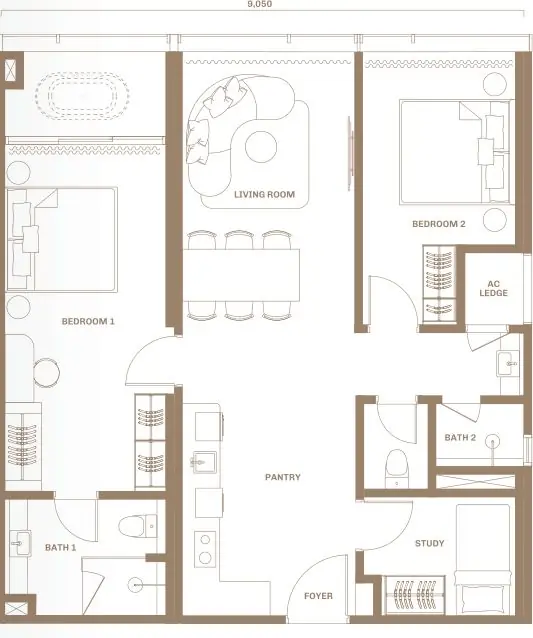 9,050
LIVING ROOM
BEDROOM 2
AC
LEDGE
BEDROOM 1
BATH 2
PANTRY
BATH 1
STUDY
FOYER